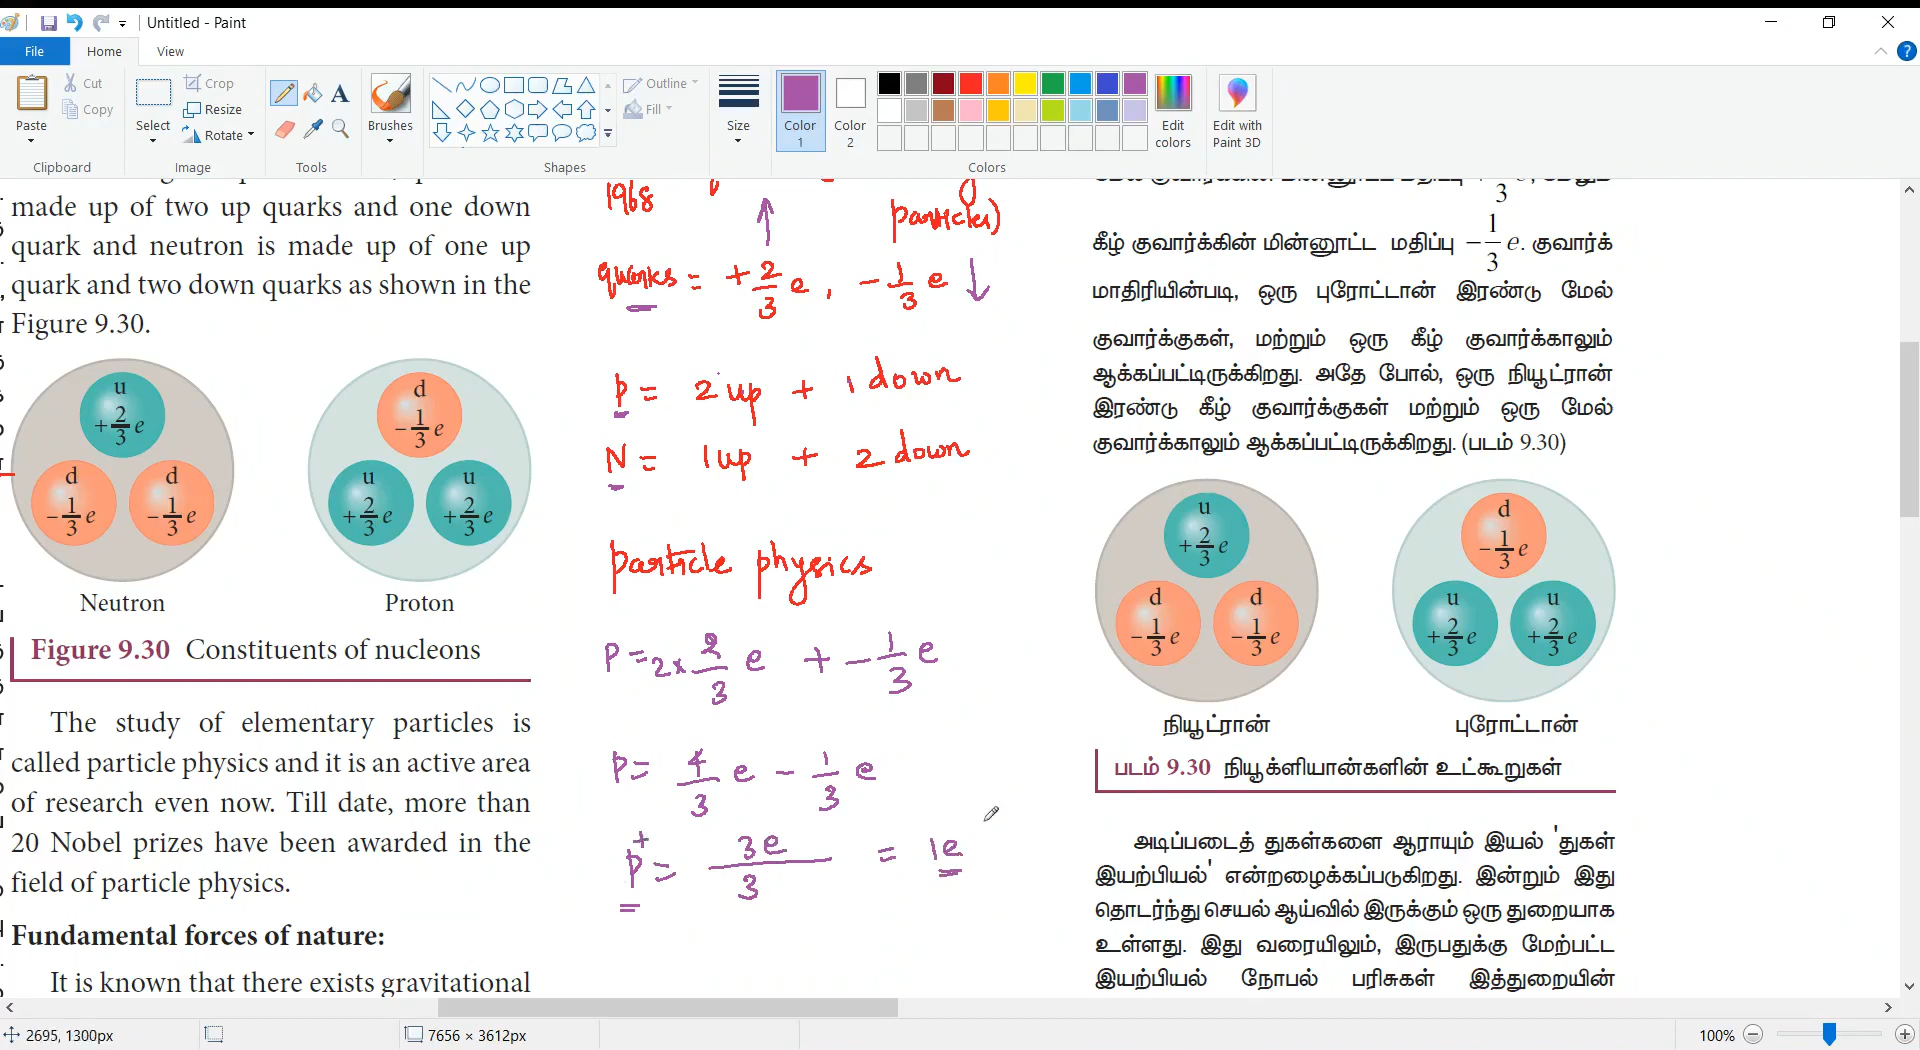 Untitled - Paint
File Home View
Paste Cut Copy Select Crop Resize Rotate Brushes Outline Fill Size Color 1 Color 2 Edit colors Edit with Paint 3D
Clipboard Image Tools Shapes Colors
made up of two up quarks and one down
quark and neutron is made up of one up
quark and two down quarks as shown in the
Figure 9.30.
u
+2/3 e
d
-1/3 e
d
-1/3 e
Neutron
d
-1/3 e
u
+2/3 e
u
+2/3 e
Proton
Figure 9.30 Constituents of nucleons
The study of elementary particles is
called particle physics and it is an active area
of research even now. Till date, more than
20 Nobel prizes have been awarded in the
field of particle physics.
Fundamental forces of nature:
It is known that there exists gravitational
1968
particles)
quarks = +2/3 e, -1/3 e
p = 2 up + 1 down
N = 1 up + 2 down
particle physics
P = 2 × 2/3 e + -1/3 e
P = 4/3 e - 1/3 e
p+ = 3e/3 = 1e
3
கீழ் குவார்க்கின் மின்னூட்ட மதிப்பு -1/3 e. குவார்க்
மாதிரியின்படி, ஒரு புரோட்டான் இரண்டு மேல்
குவார்க்குகள், மற்றும் ஒரு கீழ் குவார்க்காலும்
ஆக்கப்பட்டிருக்கிறது. அதே போல், ஒரு நியூட்ரான்
இரண்டு கீழ் குவார்க்குகள் மற்றும் ஒரு மேல்
குவார்க்காலும் ஆக்கப்பட்டிருக்கிறது. (படம் 9.30)
u
+2/3 e
d
-1/3 e
d
-1/3 e
நியூட்ரான்
d
-1/3 e
u
+2/3 e
u
+2/3 e
புரோட்டான்
படம் 9.30 நியூக்ளியான்களின் உட்கூறுகள்
அடிப்படைத் துகள்களை ஆராயும் இயல் 'துகள்
இயற்பியல்' என்றழைக்கப்படுகிறது. இன்றும் இது
தொடர்ந்து செயல் ஆய்வில் இருக்கும் ஒரு துறையாக
உள்ளது. இது வரையிலும், இருபதுக்கு மேற்பட்ட
இயற்பியல் நோபல் பரிசுகள் இத்துறையின்
2695, 1300px 7656 × 3612px 100%